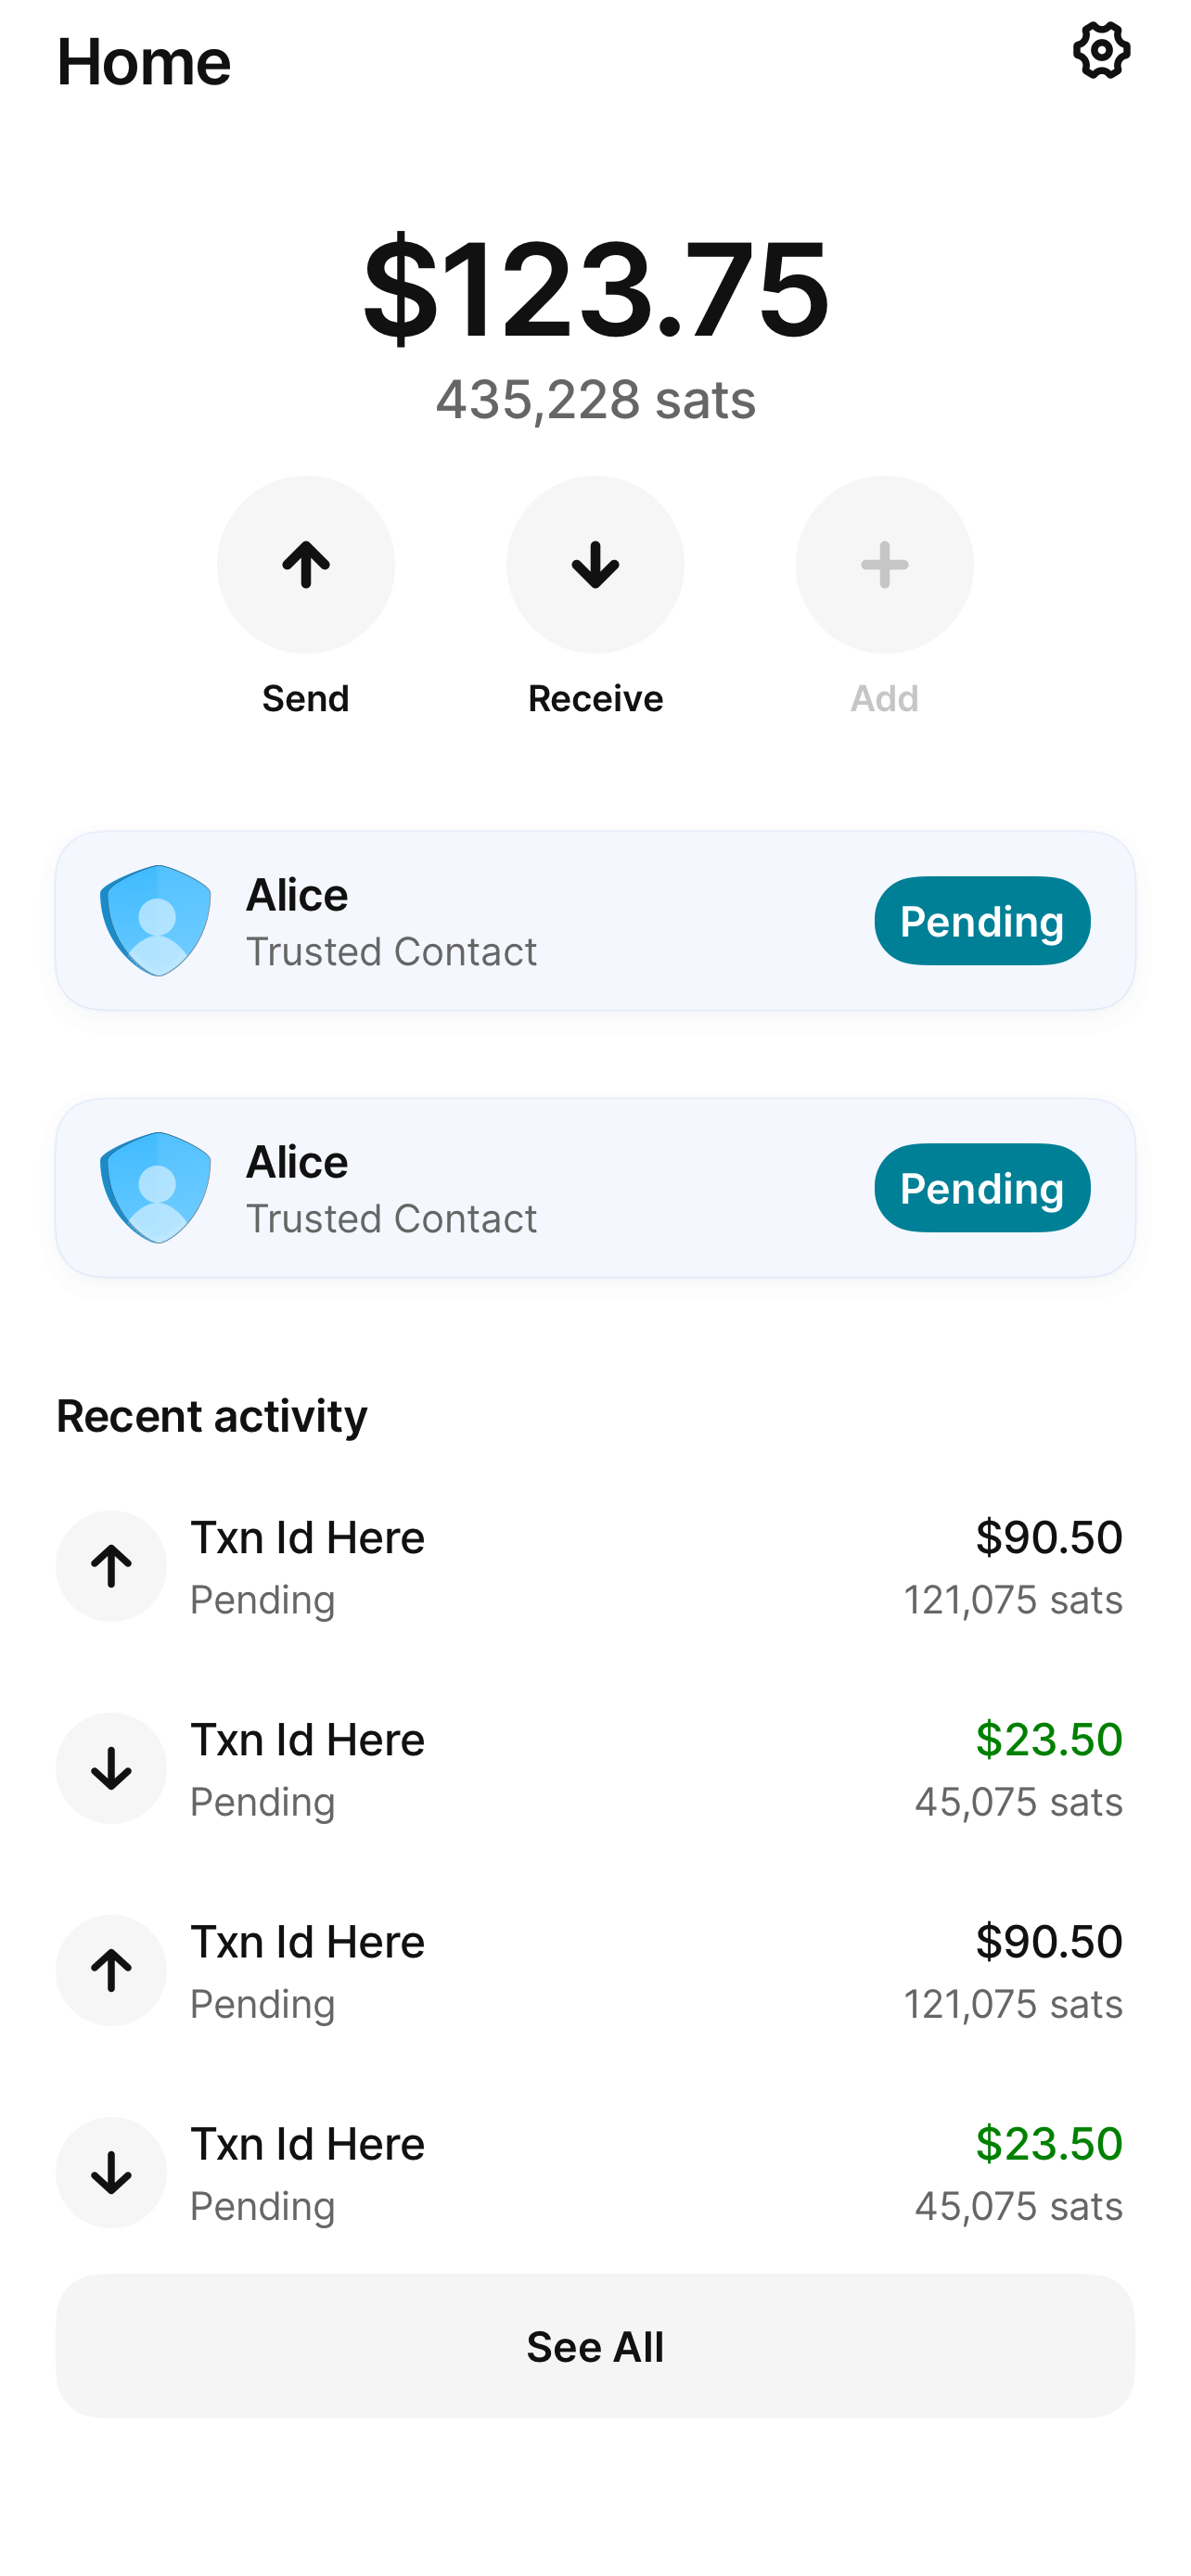 Home
$123.75
435,228 sats
Send
Receive
Add
Alice
Trusted Contact
Pending
Alice
Trusted Contact
Pending
Recent activity
Txn Id Here
$90.50
Pending
121,075 sats
Txn Id Here
$23.50
Pending
45,075 sats
Txn Id Here
$90.50
Pending
121,075 sats
Txn Id Here
$23.50
Pending
45,075 sats
See All